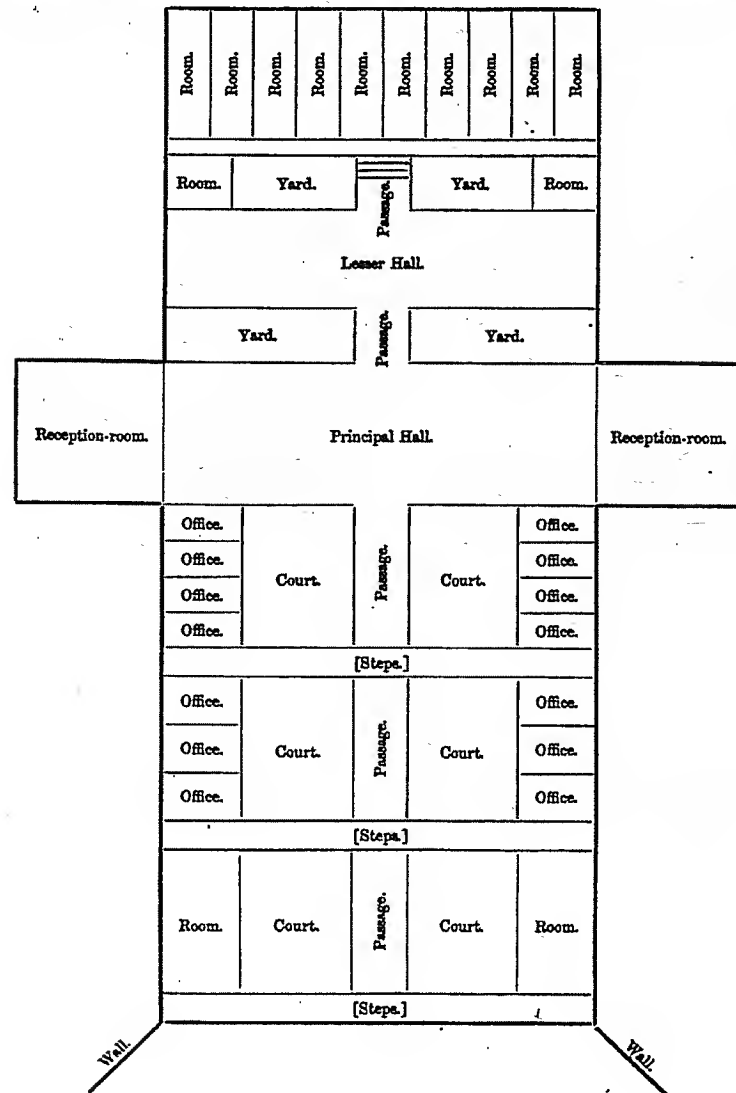 Room. Room. Room. Room. Room. Room. Room. Room. Room. Room.
Room. Yard. Passage. Yard. Room.
Lesser Hall.
Yard. Passage. Yard.
Reception-room. Principal Hall. Reception-room.
Office. Office.
Office. Office.
Court. Passage. Court.
Office. Office.
Office. Office.
[Steps.]
Office. Office.
Office. Court. Passage. Court. Office.
Office. Office.
[Steps.]
Room. Court. Passage. Court. Room.
[Steps.]
Wall. Wall.